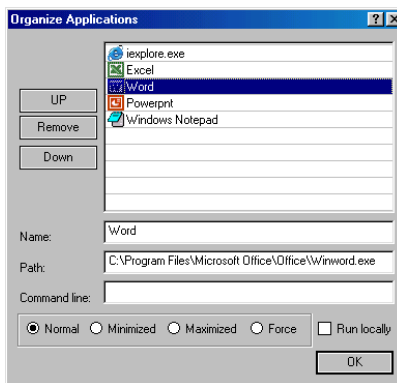 Organize Applications
iexplore.exe
Excel
Word
Powerpnt
Windows Notepad
UP
Remove
Down
Name: Word
Path: C:\Program Files\Microsoft Office\Office\Winword.exe
Command line:
Normal Minimized Maximized Force Run locally
OK